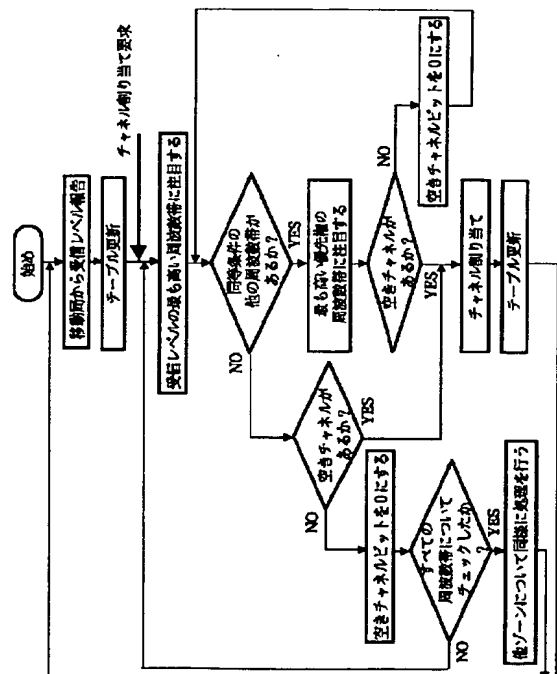 始め
移動局から受信レベル報告
テーブル更新
チャネル割り当て要求
受信レベルの最も高い周波数帯に注目する
同等条件の
他の周波数帯が
あるか?
YES
NO
最も高い優先権の
周波数帯に注目する
空きチャネルが
あるか?
NO
YES
空きチャネルビットを0にする
空きチャネルが
あるか?
YES
NO
チャネル割り当て
テーブル更新
空きチャネルビットを0にする
すべての
周波数帯について
チェックしたか
?
YES
NO
他ゾーンについて同様に処理を行う